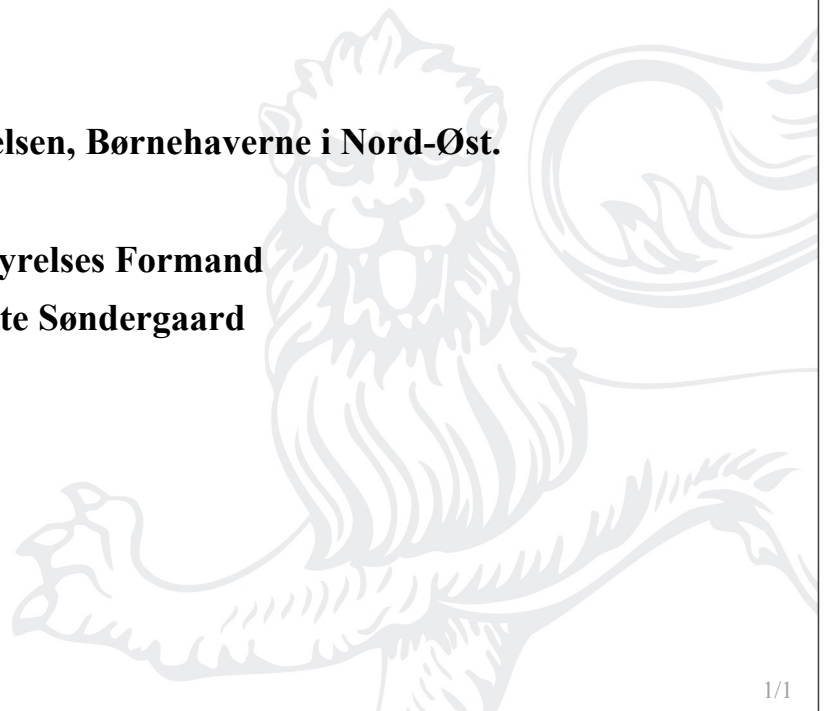 elsen, Børnehaverne i Nord-Øst.
yrelses Formand
te Søndergaard
1/1